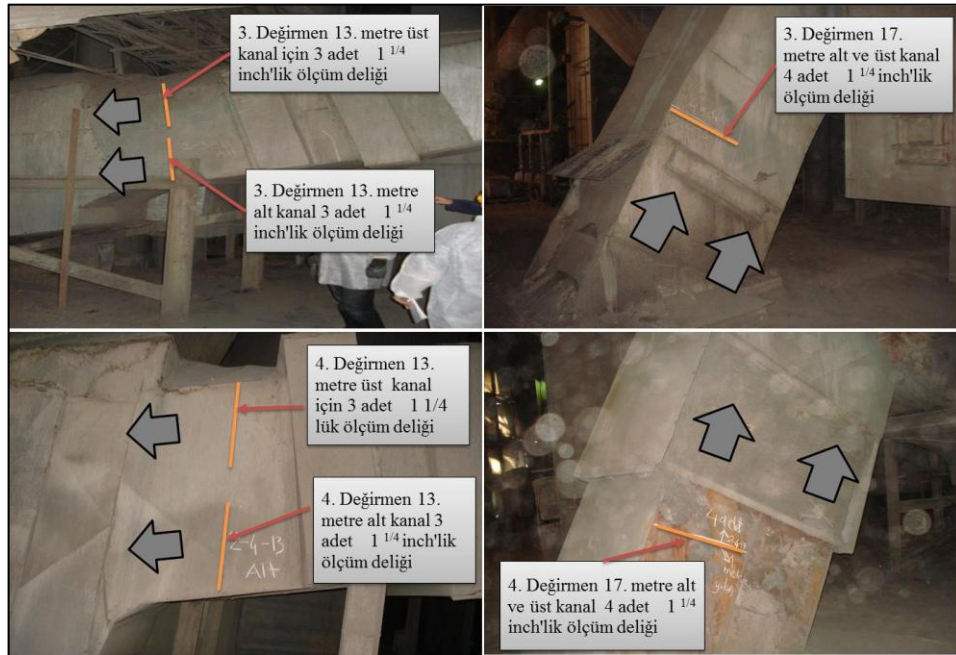 3. Değirmen 13. metre üst
kanal için 3 adet 1 1/4
inch'lik ölçüm deliği
3. Değirmen 13. metre
alt kanal 3 adet 1 1/4
inch'lik ölçüm deliği
3. Değirmen 17.
metre alt ve üst kanal
4 adet 1 1/4 inch'lik
ölçüm deliği
4. Değirmen 13.
metre üst kanal
için 3 adet 1 1/4
lük ölçüm deliği
4. Değirmen 13.
metre alt kanal 3
adet 1 1/4 inch'lik
ölçüm deliği
2-4-13
Alt
4 adet
4. Değirmen 17. metre alt
ve üst kanal 4 adet 1 1/4
inch'lik ölçüm deliği